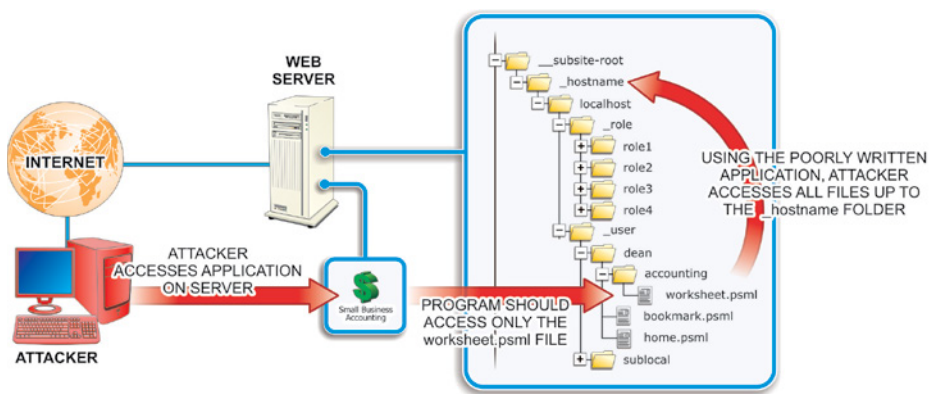 WEB
SERVER
INTERNET
ATTACKER
ATTACKER
ACCESSES APPLICATION
ON SERVER
Small Business
Accounting
PROGRAM SHOULD
ACCESS ONLY THE
worksheet.psml FILE
__subsite-root
_hostname
localhost
_role
role1
role2
role3
role4
_user
dean
accounting
worksheet.psml
bookmark.psml
home.psml
sublocal
USING THE POORLY WRITTEN
APPLICATION, ATTACKER
ACCESSES ALL FILES UP TO
THE _hostname FOLDER